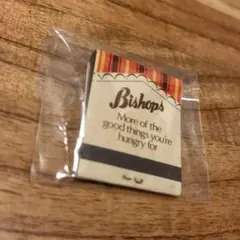 Bishops
More of the
good things you're
hungry for